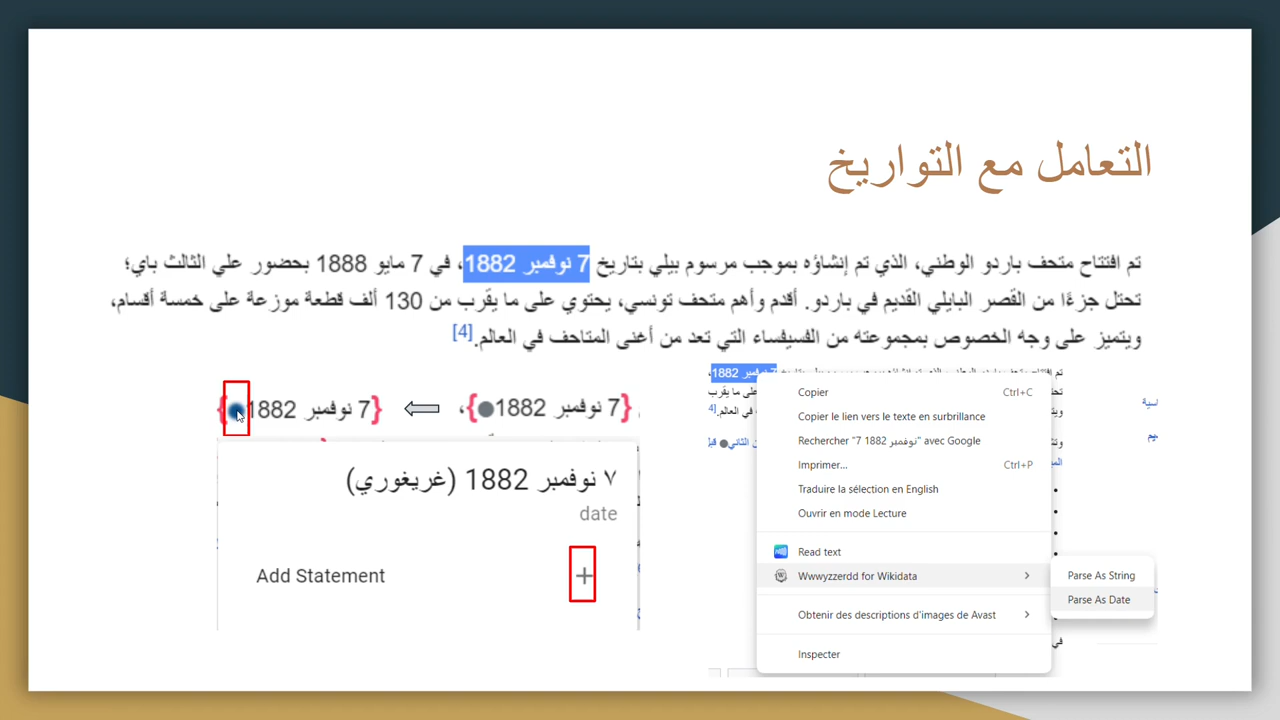 التعامل مع التواريخ
تم افتتاح متحف باردو الوطني، الذي تم إنشاؤه بموجب مرسوم بيلي بتاريخ 7 نوفمبر 1882، في 7 مايو 1888 بحضور علي الثالث باي؛
تحتل جزءًا من القصر البايلي القديم في باردو. أقدم وأهم متحف تونسي، يحتوي على ما يقرب من 130 ألف قطعة موزعة على خمسة أقسام،
ويتميز على وجه الخصوص بمجموعته من الفسيفساء التي تعد من أغنى المتاحف في العالم.[4]
{7 نوفمبر 1882}،
{7 نوفمبر 1882}
٧ نوفمبر 1882 (غريغوري)
date
Add Statement +
7 نوفمبر 1882
Copier Ctrl+C
Copier le lien vers le texte en surbrillance
Rechercher "7 نوفمبر 1882" avec Google
Imprimer... Ctrl+P
Traduire la sélection en English
Ouvrir en mode Lecture
Read text
Wwwyzzerdd for Wikidata
Parse As String
Parse As Date
Obtenir des descriptions d'images de Avast
Inspecter